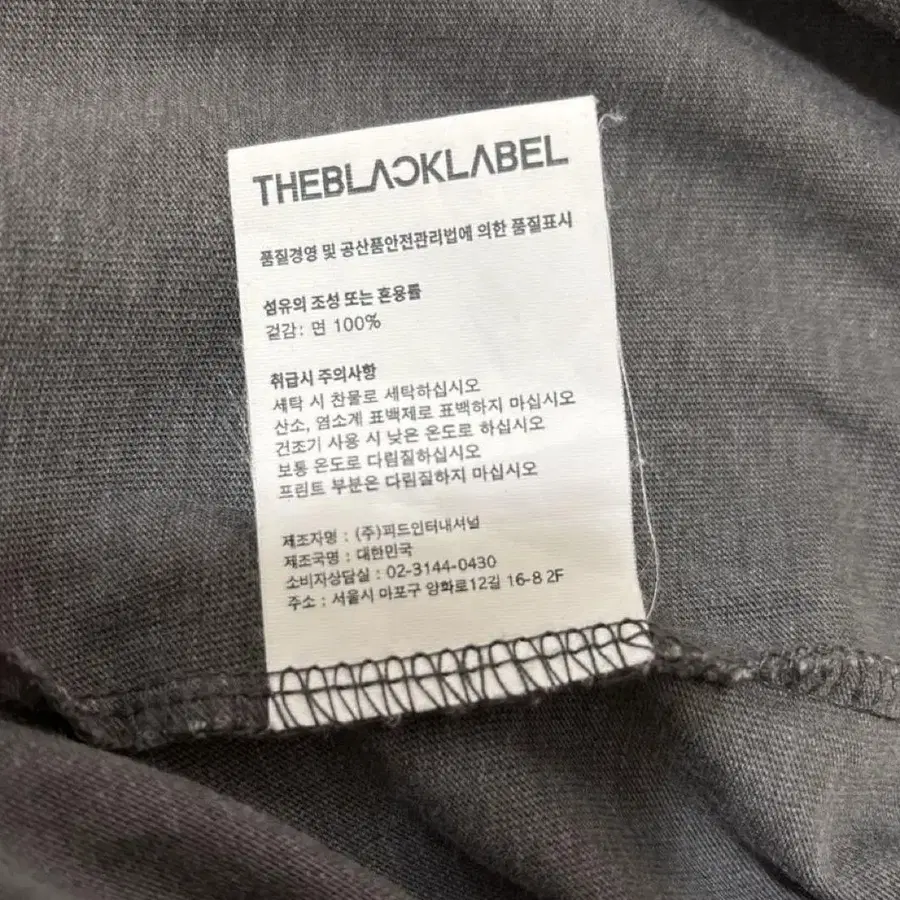 THEBLACKLABEL
품질경영 및 공산품안전관리법에 의한 품질표시
섬유의 조성 또는 혼용률
겉감: 면 100%
취급시 주의사항
세탁 시 찬물로 세탁하십시오
산소, 염소계 표백제로 표백하지 마십시오
건조기 사용 시 낮은 온도로 하십시오
보통 온도로 다림질하십시오
프린트 부분은 다림질하지 마십시오
제조자명 : (주)피드인터내셔널
제조국명 : 대한민국
소비자상담실 : 02-3144-0430
주소 : 서울시 마포구 양화로12길 16-8 2F